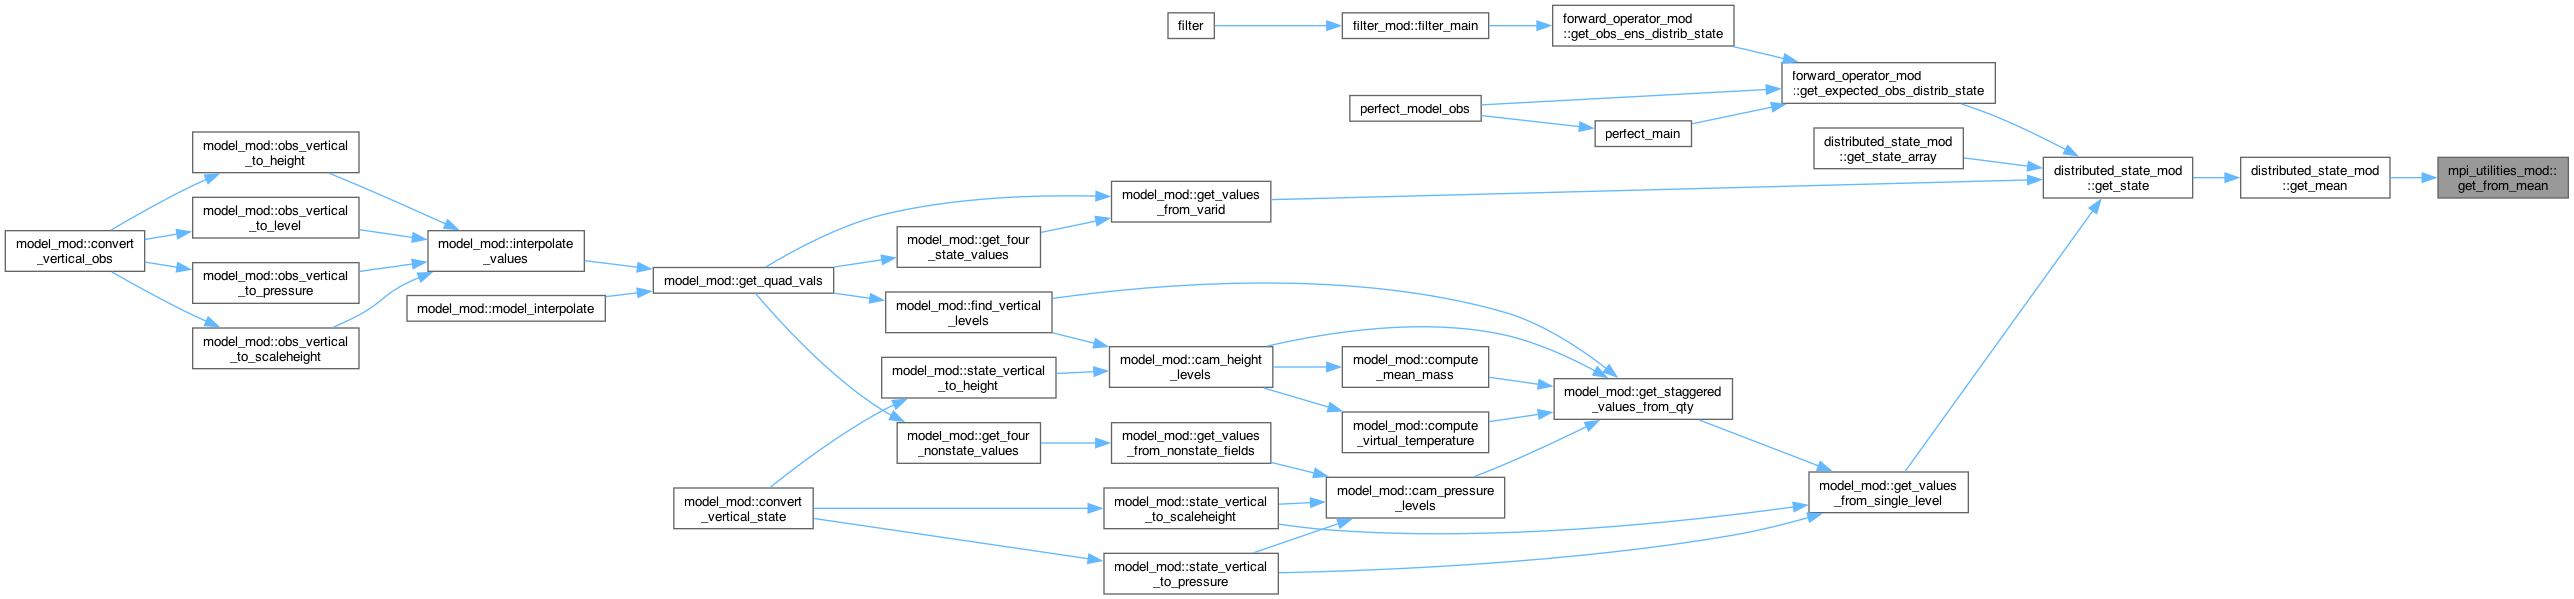 filter
filter_mod::filter_main
forward_operator_mod
::get_obs_ens_distrib_state
forward_operator_mod
::get_expected_obs_distrib_state
perfect_model_obs
perfect_main
distributed_state_mod
::get_state_array
distributed_state_mod
::get_state
distributed_state_mod
::get_mean
mpi_utilities_mod::
get_from_mean
model_mod::obs_vertical
_to_height
model_mod::obs_vertical
_to_level
model_mod::convert
_vertical_obs
model_mod::obs_vertical
_to_pressure
model_mod::obs_vertical
_to_scaleheight
model_mod::interpolate
_values
model_mod::model_interpolate
model_mod::get_quad_vals
model_mod::get_values
_from_varid
model_mod::get_four
_state_values
model_mod::find_vertical
_levels
model_mod::state_vertical
_to_height
model_mod::cam_height
_levels
model_mod::compute
_mean_mass
model_mod::compute
_virtual_temperature
model_mod::get_staggered
_values_from_qty
model_mod::get_four
_nonstate_values
model_mod::get_values
_from_nonstate_fields
model_mod::cam_pressure
_levels
model_mod::get_values
_from_single_level
model_mod::convert
_vertical_state
model_mod::state_vertical
_to_scaleheight
model_mod::state_vertical
_to_pressure